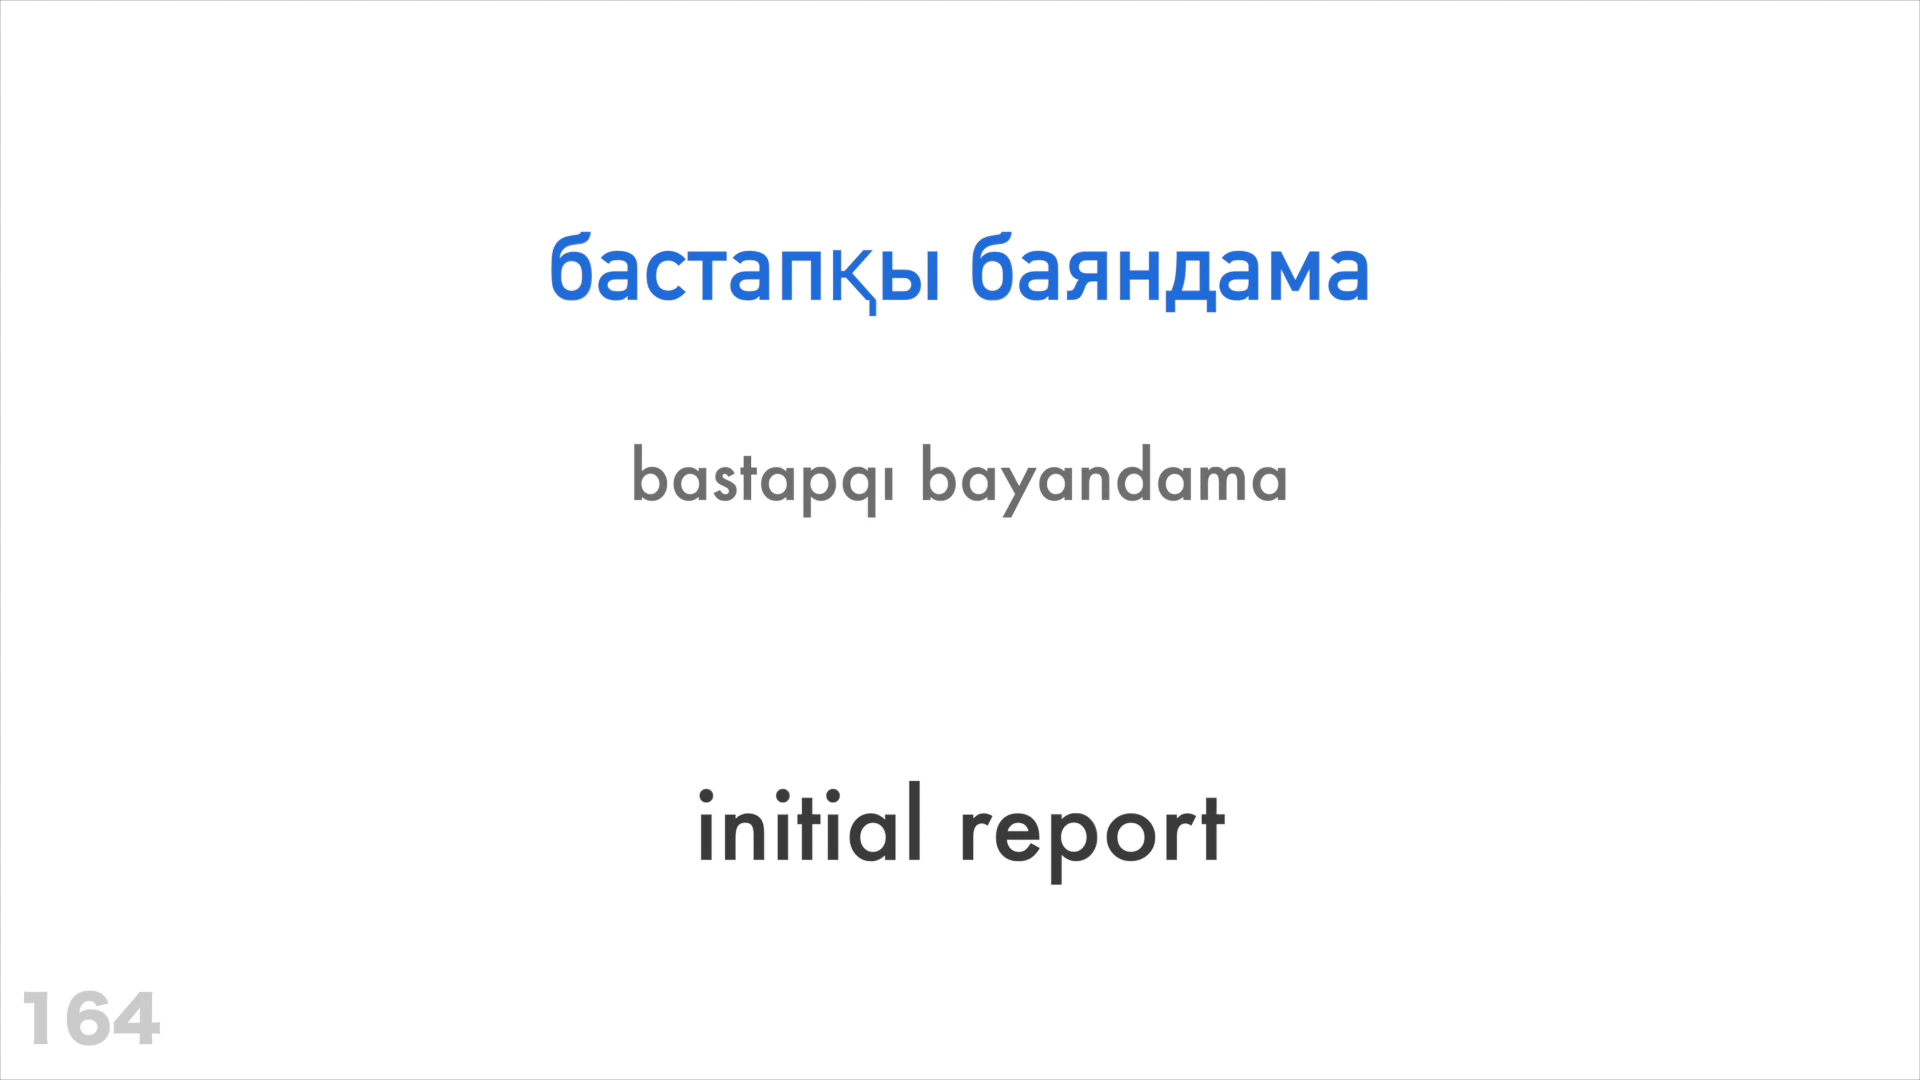 бастапқы баяндама
bastapqı bayandama
initial report
164